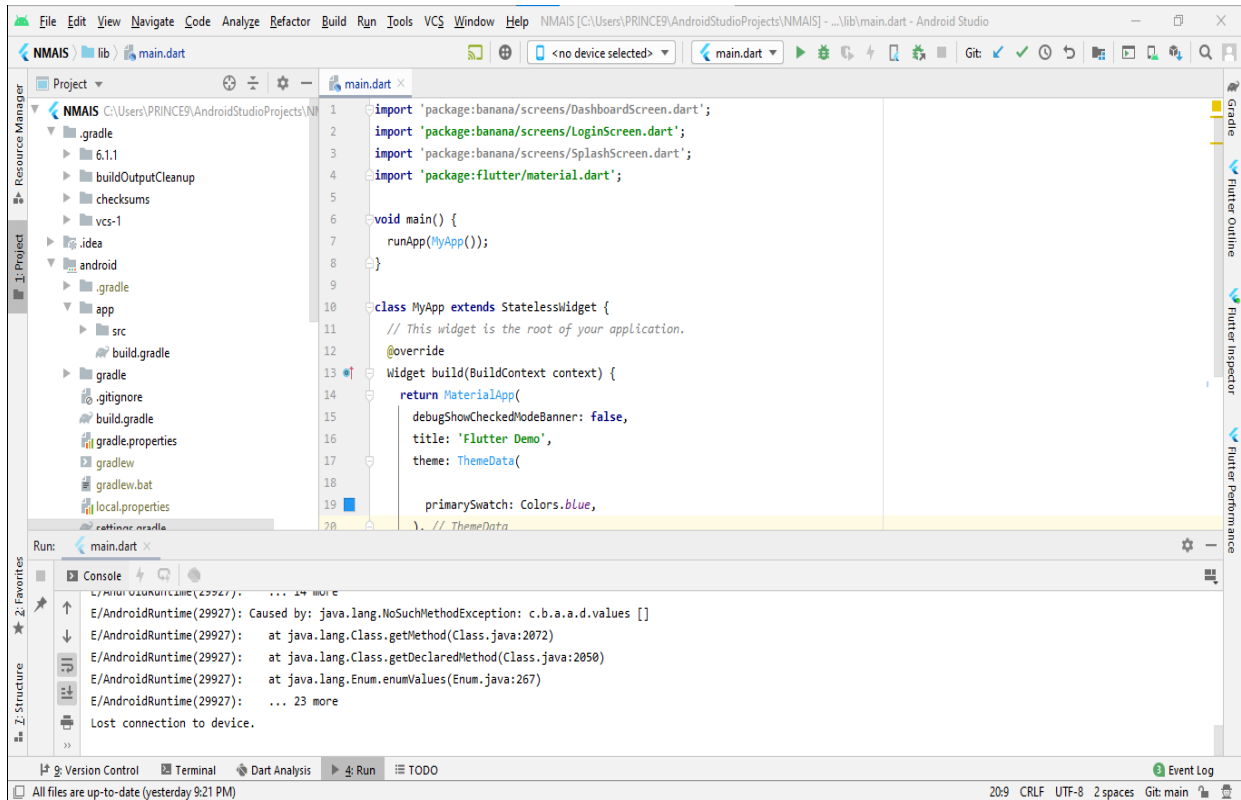 File Edit View Navigate Code Analyze Refactor Build Run Tools VCS Window Help NMAIS [C:\Users\PRINCE9\AndroidStudioProjects\NMAIS] - ...\lib\main.dart - Android Studio
NMAIS lib main.dart
<no device selected> main.dart Git:
Project
main.dart
NMAIS C:\Users\PRINCE9\AndroidStudioProjects\NM
.gradle
6.1.1
buildOutputCleanup
checksums
vcs-1
.idea
android
.gradle
app
src
build.gradle
gradle
.gitignore
build.gradle
gradle.properties
gradlew
gradlew.bat
local.properties
settings.gradle
1 import 'package:banana/screens/DashboardScreen.dart';
2 import 'package:banana/screens/LoginScreen.dart';
3 import 'package:banana/screens/SplashScreen.dart';
4 import 'package:flutter/material.dart';
5
6 void main() {
7 runApp(MyApp());
8 }
9
10 class MyApp extends StatelessWidget {
11 // This widget is the root of your application.
12 @override
13 Widget build(BuildContext context) {
14 return MaterialApp(
15 debugShowCheckedModeBanner: false,
16 title: 'Flutter Demo',
17 theme: ThemeData(
18
19 primarySwatch: Colors.blue,
20 ), // ThemeData
Resource Manager
1: Project
2: Favorites
7: Structure
Gradle
Flutter Outline
Flutter Inspector
Flutter Performance
Run: main.dart
Console
E/AndroidRuntime(29927): ... 14 more
E/AndroidRuntime(29927): Caused by: java.lang.NoSuchMethodException: c.b.a.a.d.values []
E/AndroidRuntime(29927): at java.lang.Class.getMethod(Class.java:2072)
E/AndroidRuntime(29927): at java.lang.Class.getDeclaredMethod(Class.java:2050)
E/AndroidRuntime(29927): at java.lang.Enum.enumValues(Enum.java:267)
E/AndroidRuntime(29927): ... 23 more
Lost connection to device.
9: Version Control Terminal Dart Analysis 4: Run TODO 3 Event Log
All files are up-to-date (yesterday 9:21 PM) 20:9 CRLF UTF-8 2 spaces Git: main